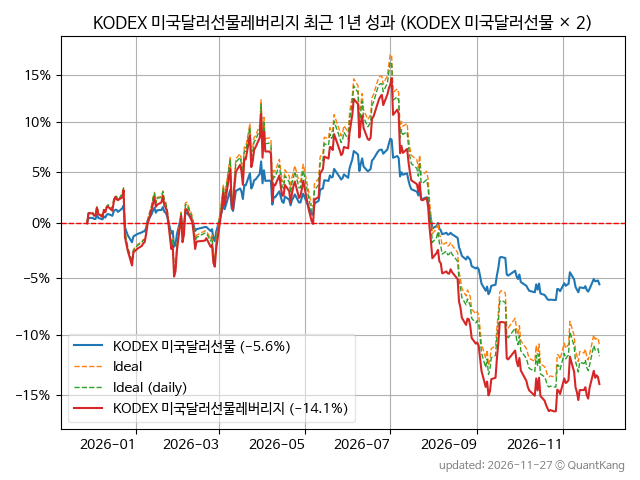 KODEX 미국달러선물레버리지 최근 1년 성과 (KODEX 미국달러선물 × 2)
15%
10%
5%
0%
−5%
−10%
−15%
KODEX 미국달러선물 (−5.6%)
Ideal
Ideal (daily)
KODEX 미국달러선물레버리지 (−14.1%)
2026-01
2026-03
2026-05
2026-07
2026-09
2026-11
updated: 2026-11-27 © QuantKang